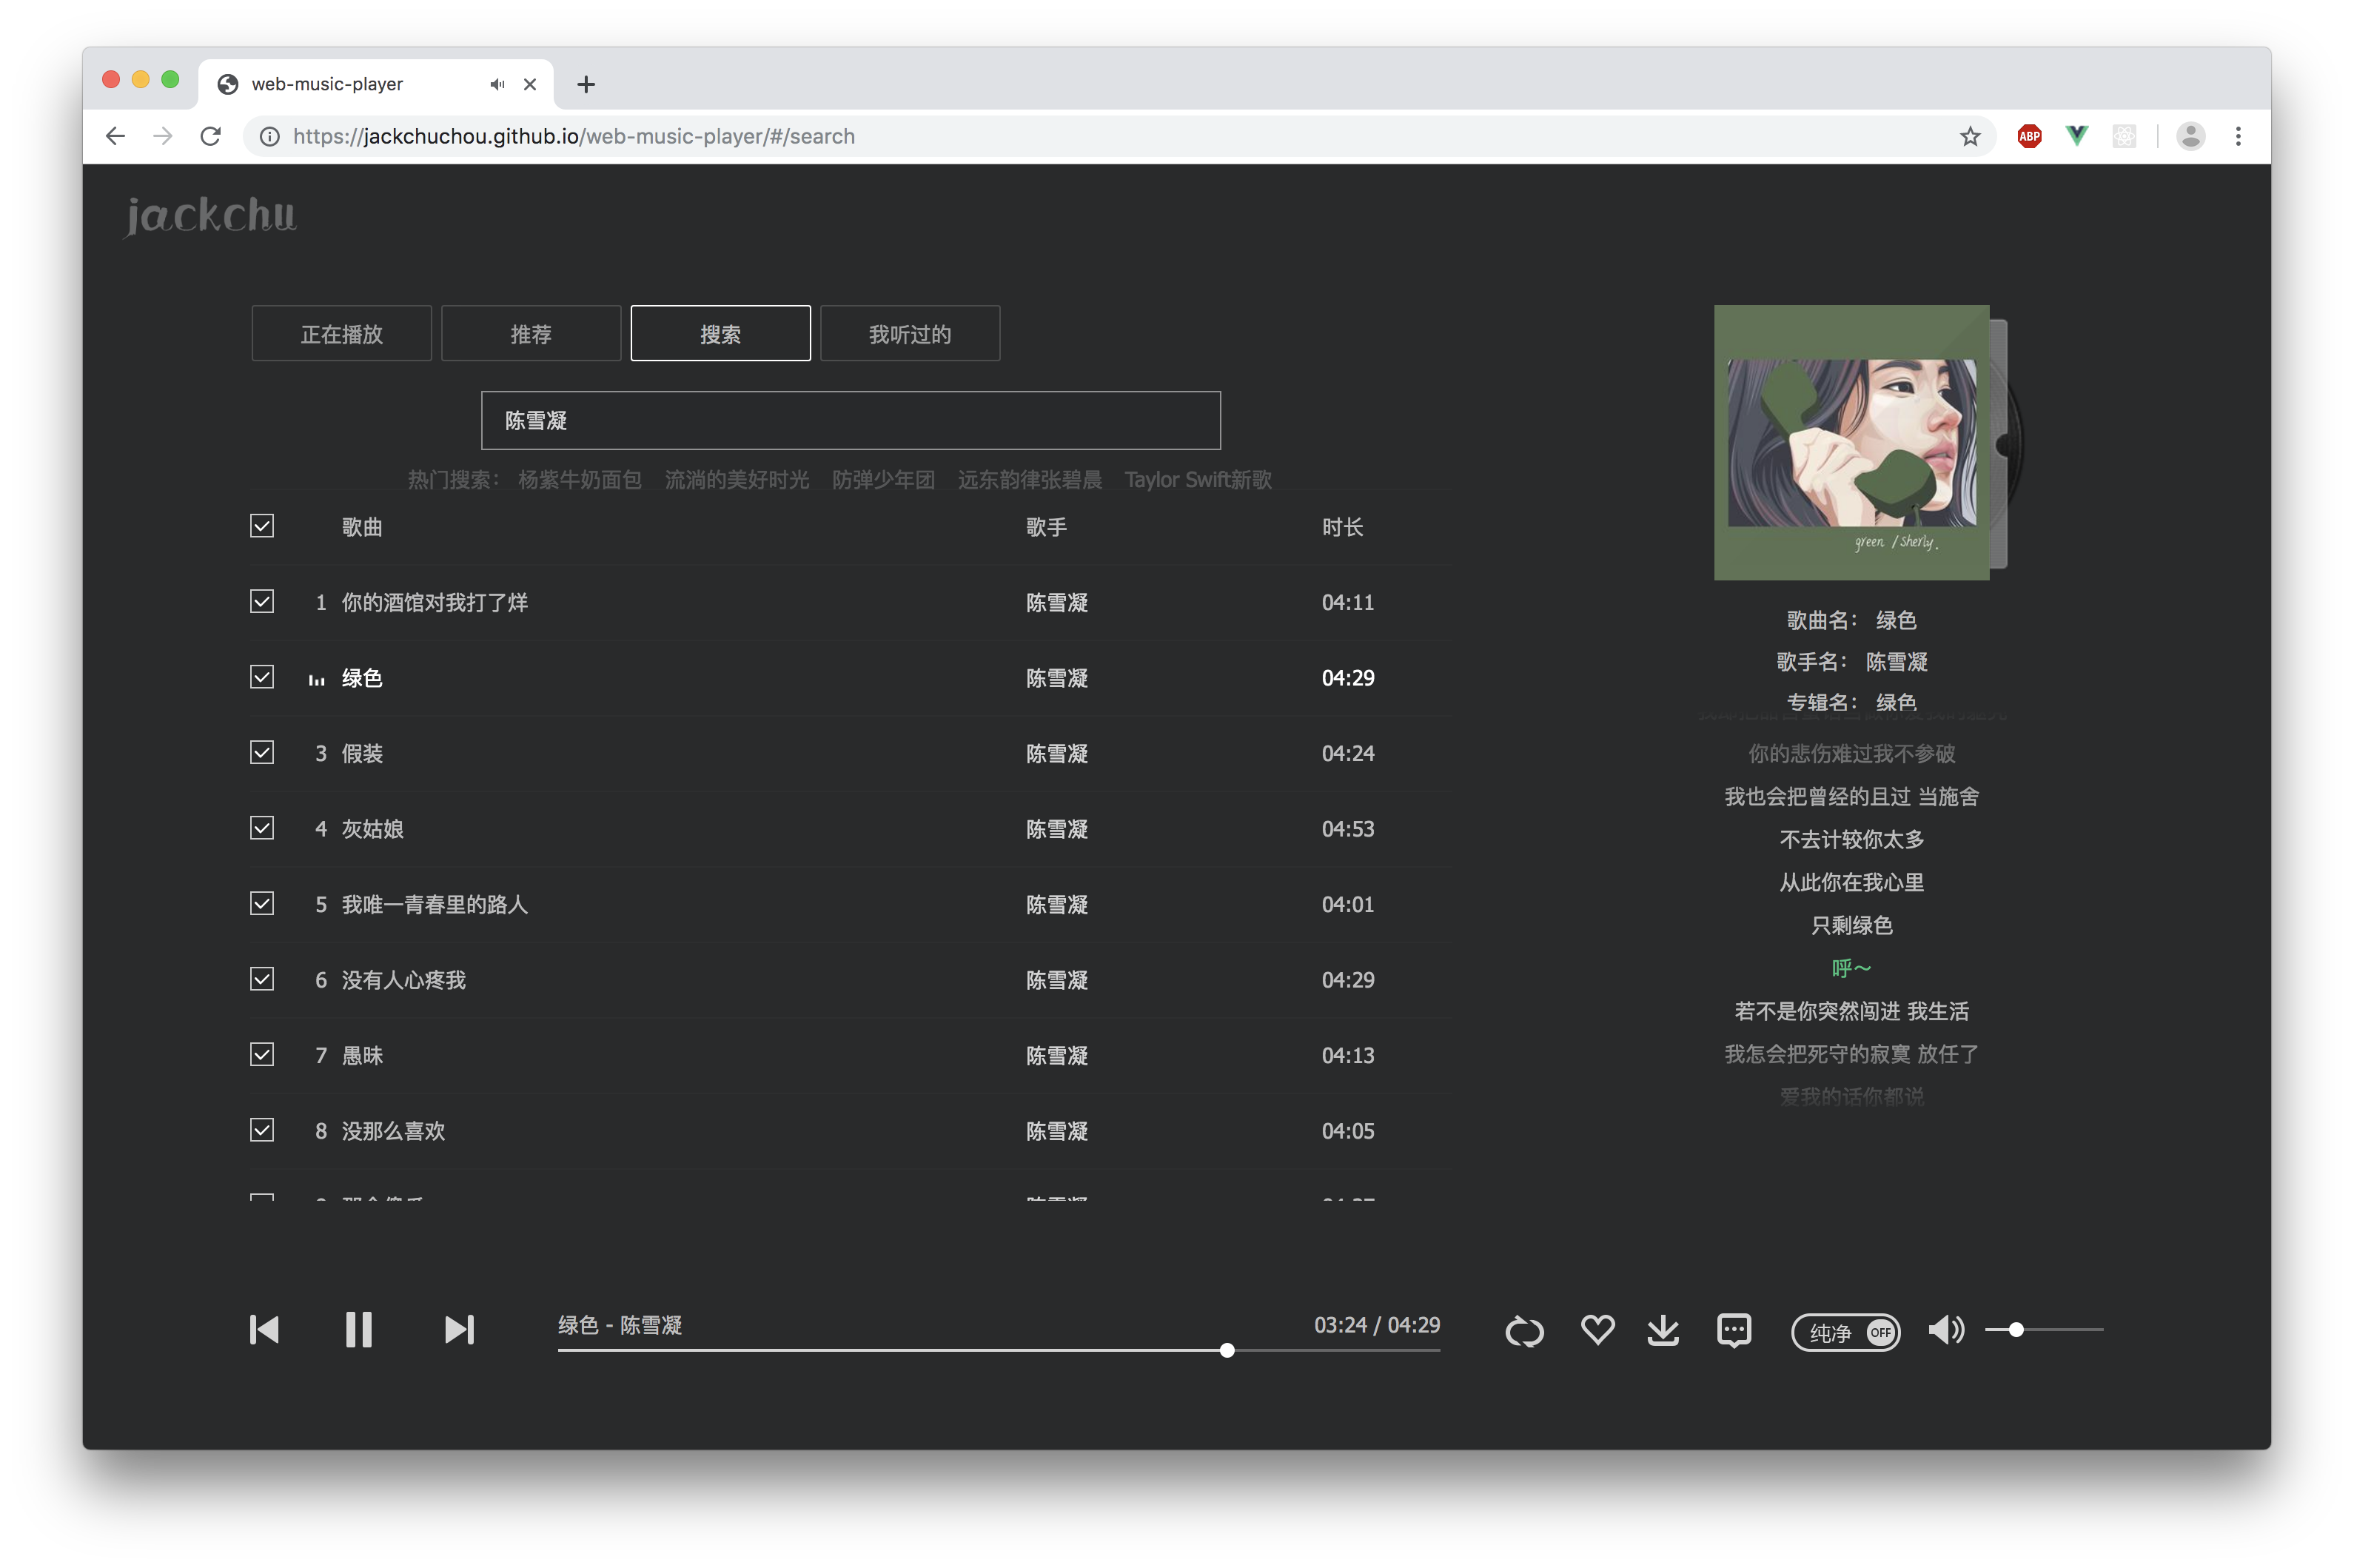 web-music-player
https://jackchuchou.github.io/web-music-player/#/search
ABP
jackchu
正在播放 推荐 搜索 我听过的
陈雪凝
热门搜索： 杨紫牛奶面包 流淌的美好时光 防弹少年团 远东韵律张碧晨 Taylor Swift新歌
歌曲 歌手 时长
1 你的酒馆对我打了烊 陈雪凝 04:11
绿色 陈雪凝 04:29
3 假装 陈雪凝 04:24
4 灰姑娘 陈雪凝 04:53
5 我唯一青春里的路人 陈雪凝 04:01
6 没有人心疼我 陈雪凝 04:29
7 愚昧 陈雪凝 04:13
8 没那么喜欢 陈雪凝 04:05
green / Sherly.
歌曲名： 绿色
歌手名： 陈雪凝
专辑名： 绿色
你的悲伤难过我不参破
我也会把曾经的且过 当施舍
不去计较你太多
从此你在我心里
只剩绿色
呼～
若不是你突然闯进 我生活
我怎会把死守的寂寞 放任了
爱我的话你都说
绿色 - 陈雪凝
03:24 / 04:29
纯净 OFF